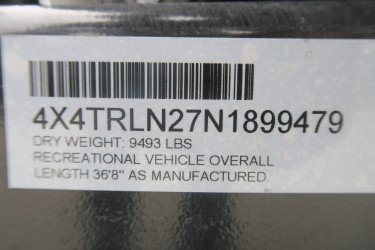 4X4TRLN27N1899479
DRY WEIGHT: 9493 LBS
RECREATIONAL VEHICLE OVERALL
LENGTH 36'8" AS MANUFACTURED